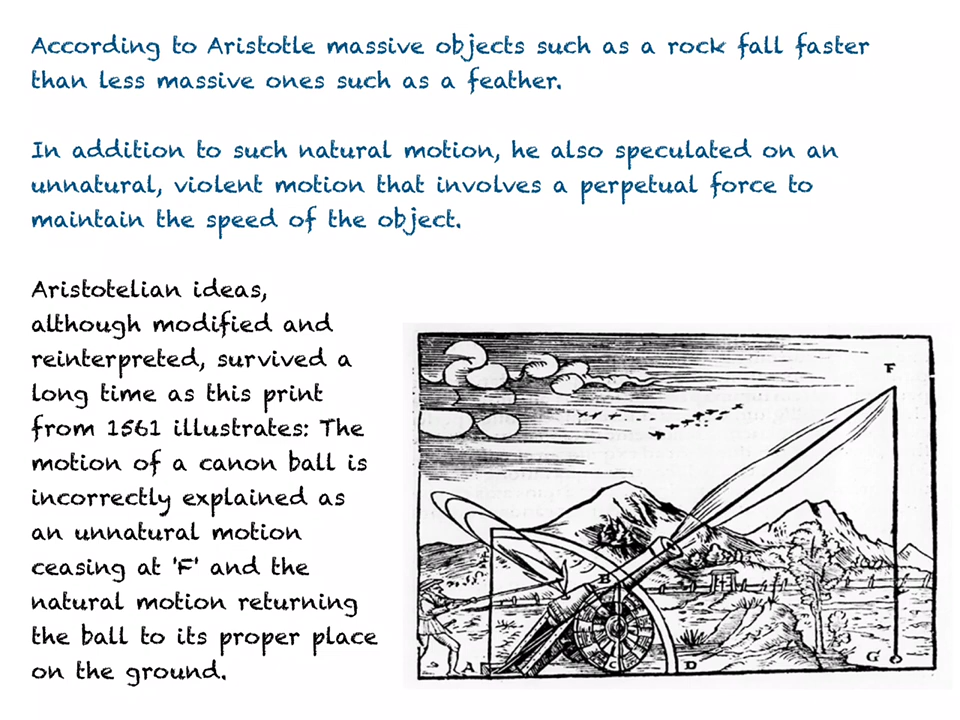 According to Aristotle massive objects such as a rock fall faster
than less massive ones such as a feather.
In addition to such natural motion, he also speculated on an
unnatural, violent motion that involves a perpetual force to
maintain the speed of the object.
Aristotelian ideas,
although modified and
reinterpreted, survived a
long time as this print
from 1561 illustrates: The
motion of a canon ball is
incorrectly explained as
an unnatural motion
ceasing at 'F' and the
natural motion returning
the ball to its proper place
on the ground.
F
B
A
C
D
G